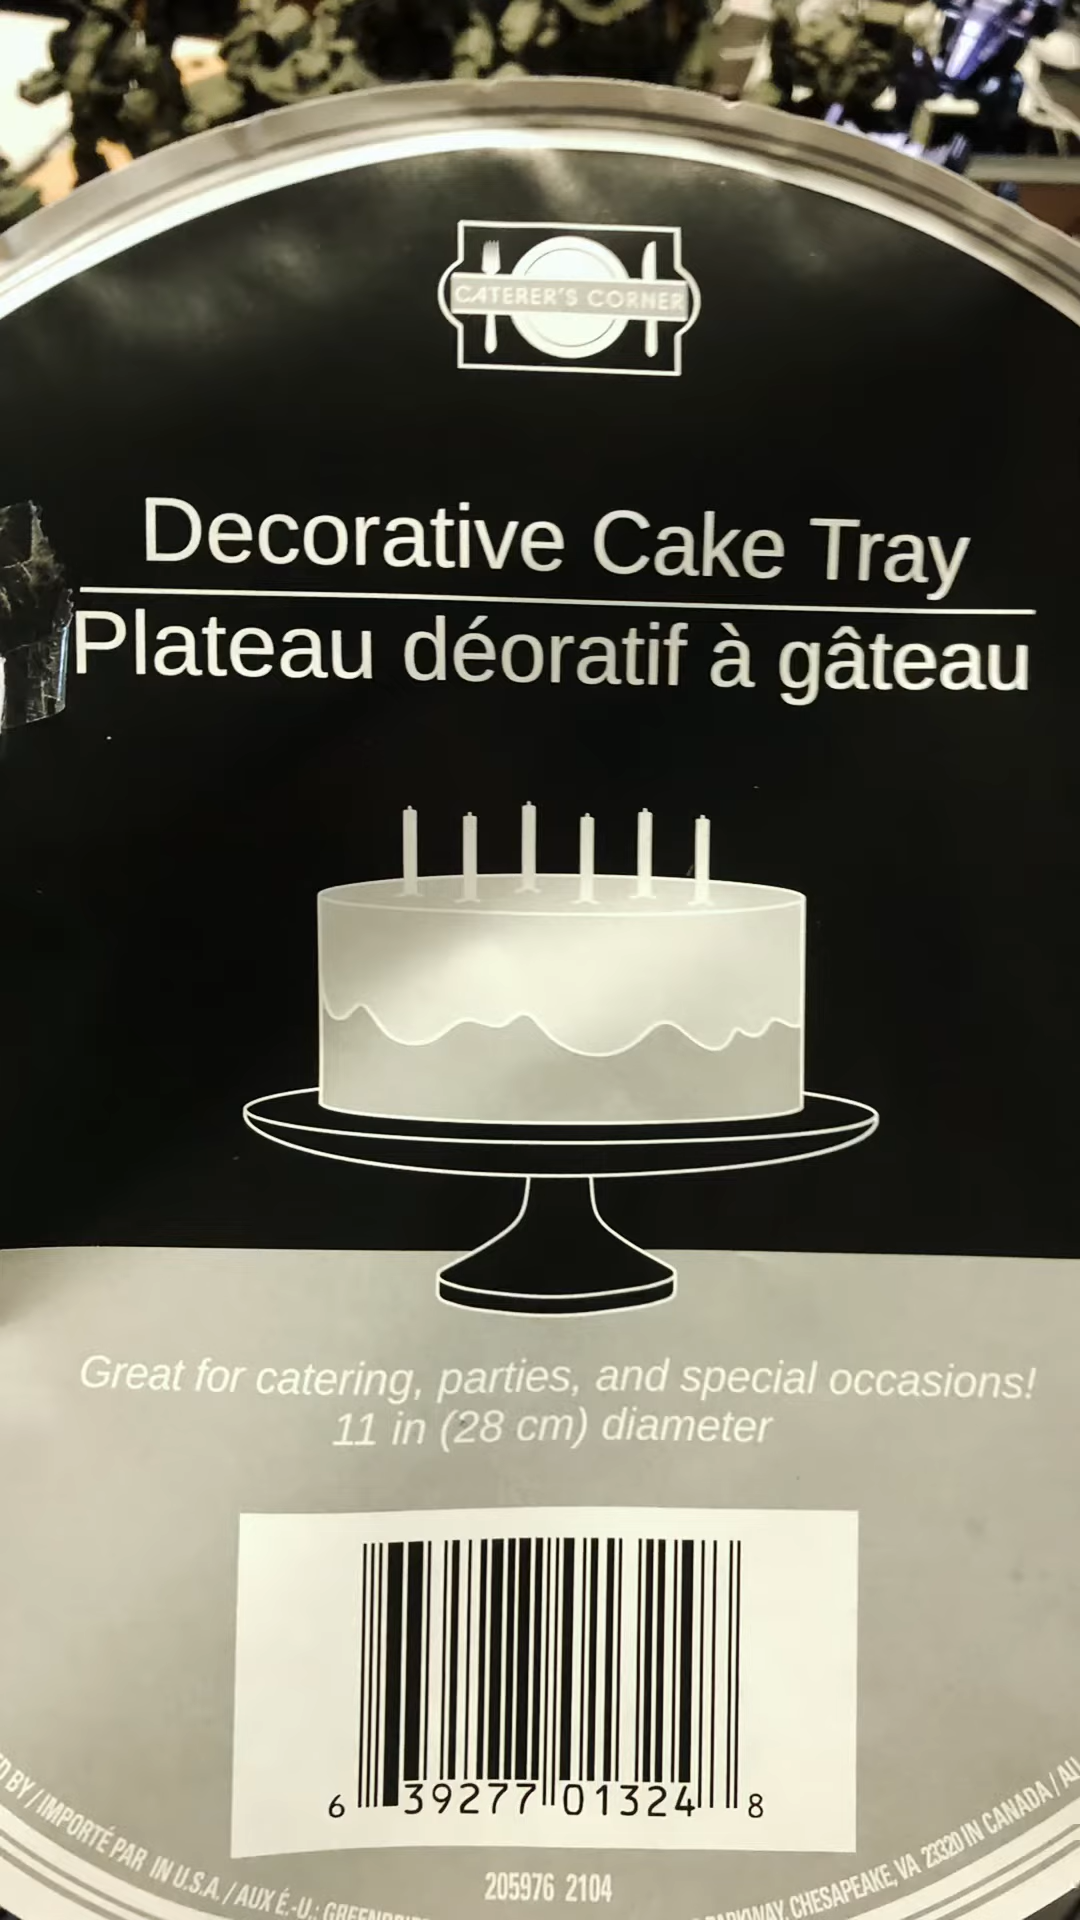 CATERER'S CORNER
Decorative Cake Tray
Plateau déoratif à gâteau
Great for catering, parties, and special occasions!
11 in (28 cm) diameter
6 39277 01324 8
205976 2104
BY / IMPORTÉ PAR IN U.S.A. / AUX É.-U.:
PARKWAY, CHESAPEAKE, VA 23320 IN CANADA /